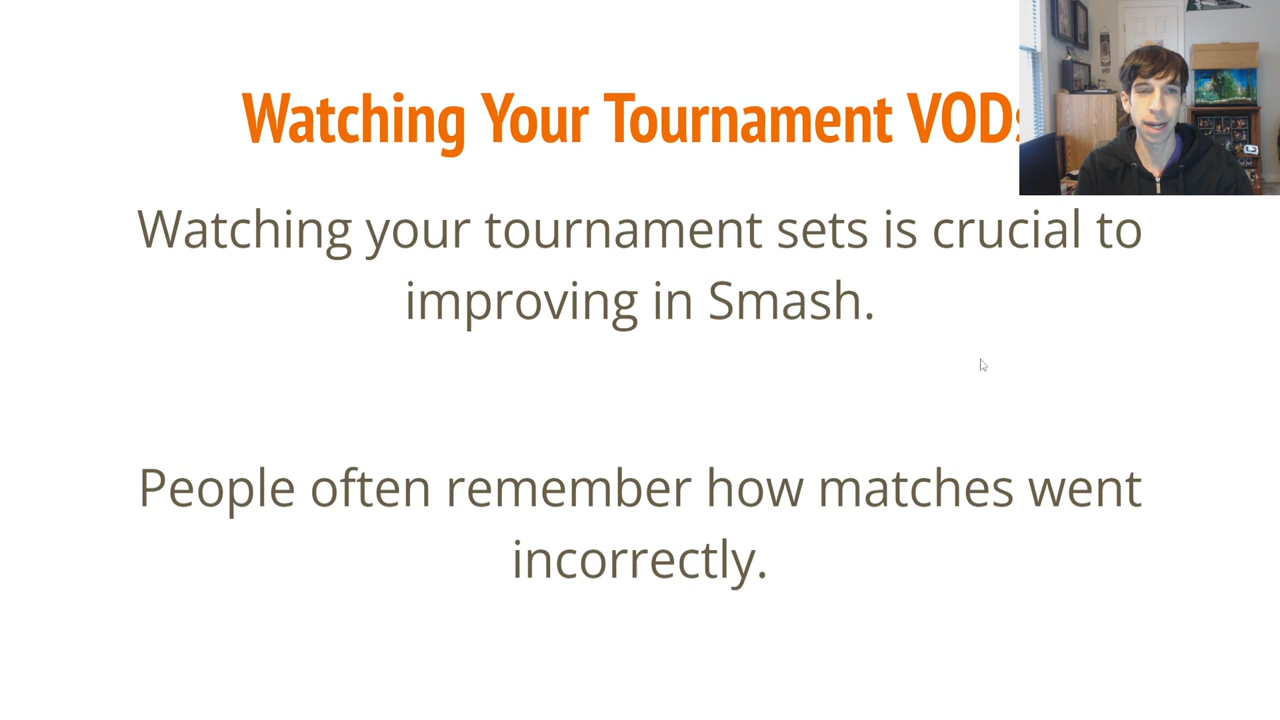 Watching Your Tournament VODs
Watching your tournament sets is crucial to
improving in Smash.
People often remember how matches went
incorrectly.